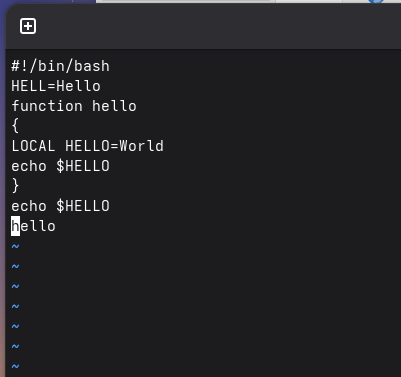 #!/bin/bash
HELL=Hello
function hello
{
LOCAL HELLO=World
echo $HELLO
}
echo $HELLO
hello
~
~
~
~
~
~
~